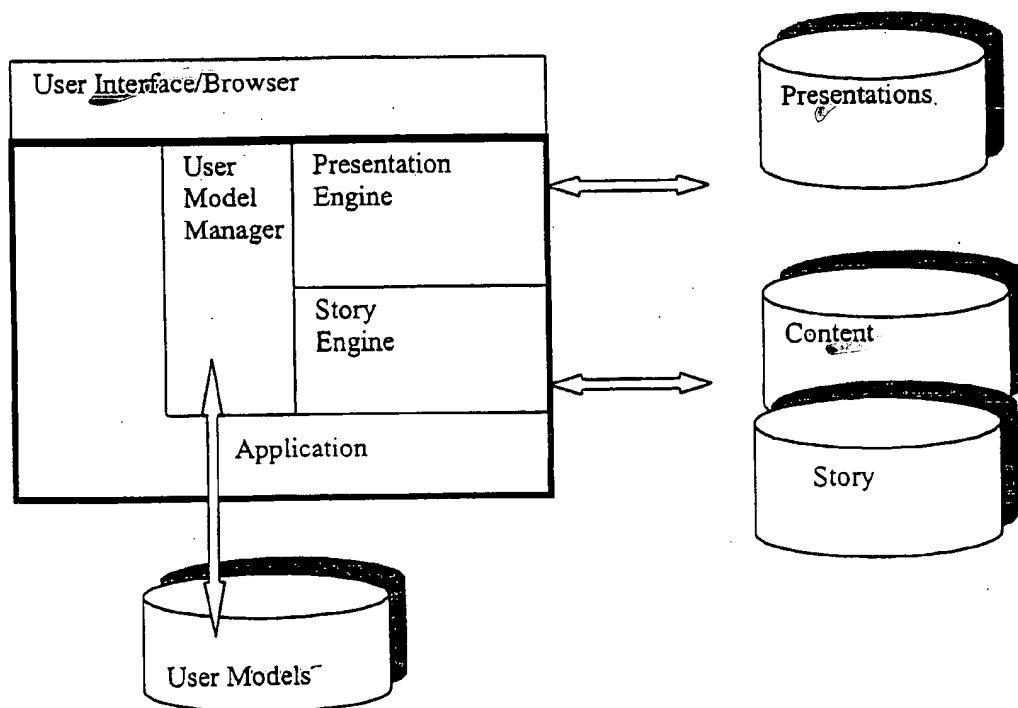 User Interface/Browser
Presentations
User
Model
Manager
Presentation
Engine
Story
Engine
Content
Application
Story
User Models